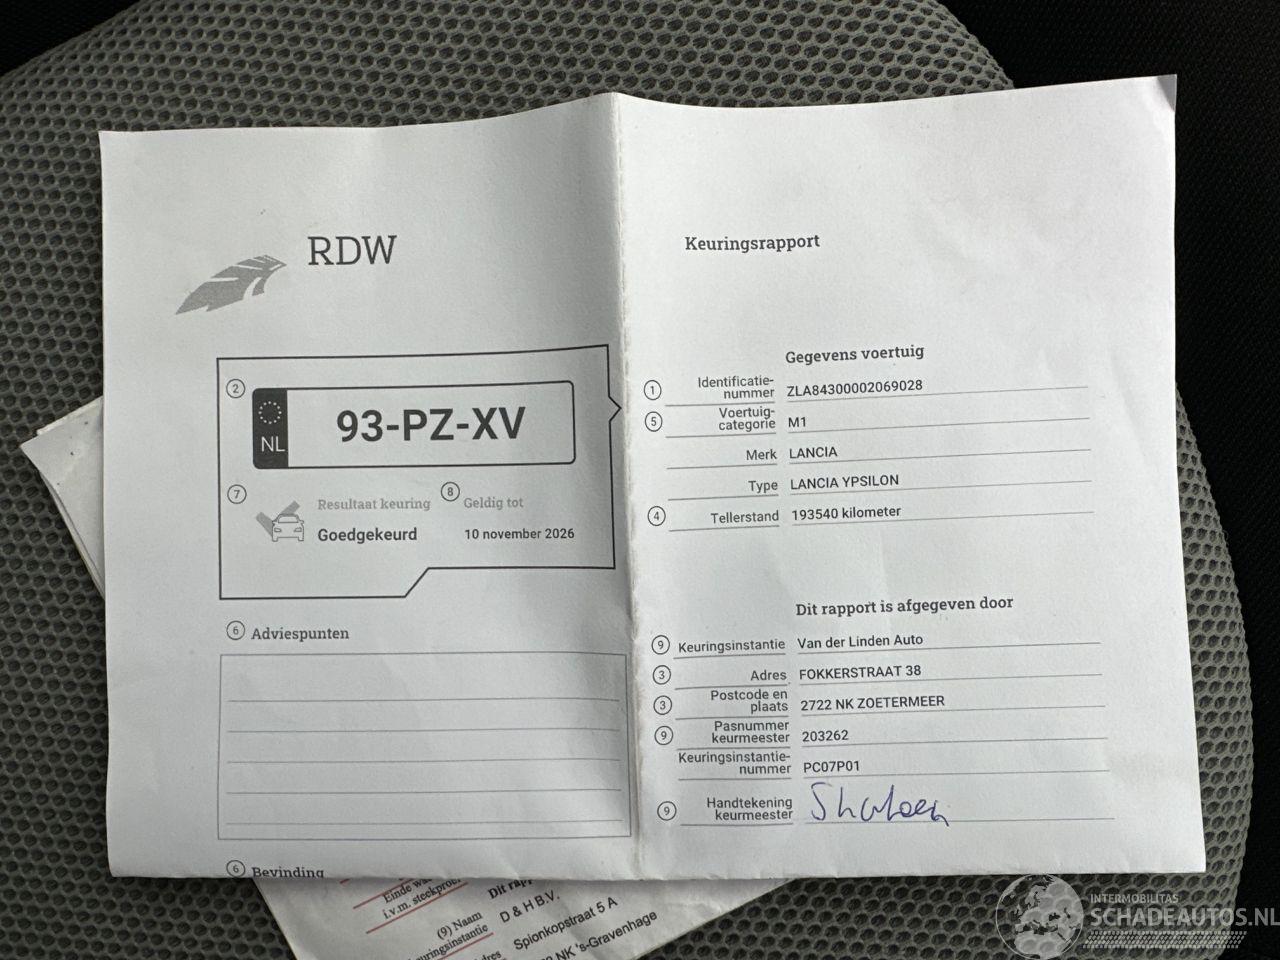 RDW
NL
93-PZ-XV
2
7
Resultaat keuring
Goedgekeurd
8
Geldig tot
10 november 2026
6 Adviespunten
6 Bevinding
Keuringsrapport
Gegevens voertuig
1 Identificatie-
nummer ZLA84300002069028
5 Voertuig-
categorie M1
Merk LANCIA
Type LANCIA YPSILON
4 Tellerstand 193540 kilometer
Dit rapport is afgegeven door
9 Keuringsinstantie Van der Linden Auto
3 Adres FOKKERSTRAAT 38
3 Postcode en
plaats 2722 NK ZOETERMEER
9 Pasnummer
keurmeester 203262
Keuringsinstantie-
nummer PC07P01
9 Handtekening
keurmeester
Einde
i.v.m.
Dit
(9) Naam
D & H B.V.
Spionkopstraat 5 A
NK 's-Gravenhage
INTERMOBILITAS
SCHADEAUTOS.NL